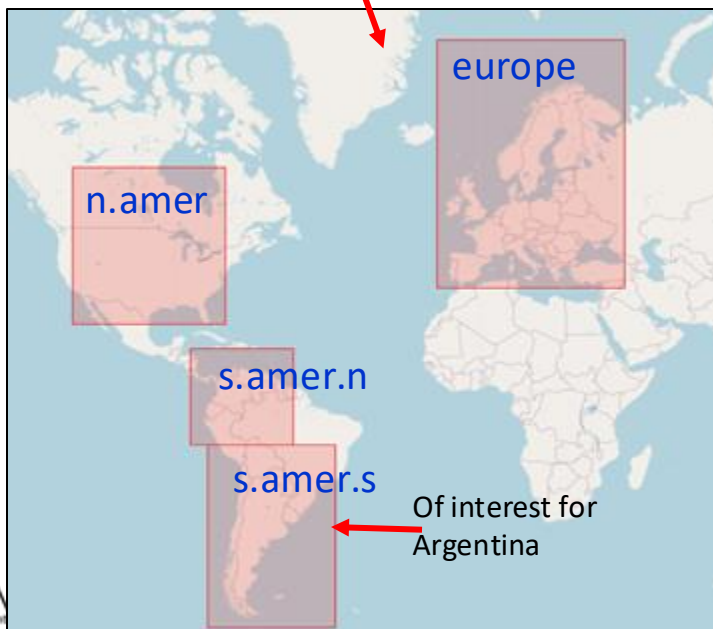 europe
n.amer
s.amer.n
s.amer.s
Of interest for
Argentina